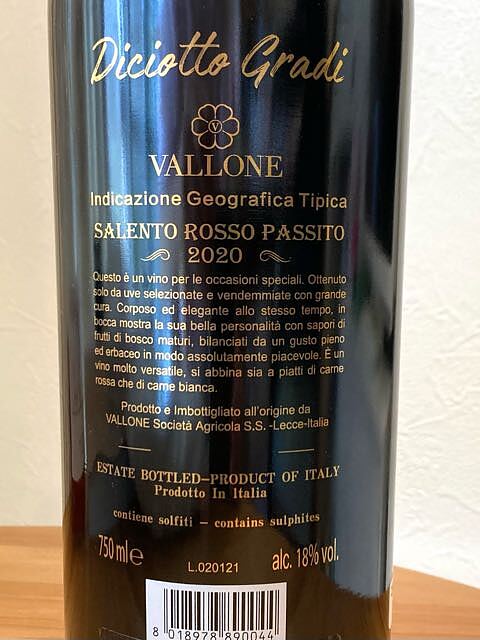 Diciotto Gradi
V
VALLONE
Indicazione Geografica Tipica
SALENTO ROSSO PASSITO
2020
Questo è un vino per le occasioni speciali. Ottenuto
solo da uve selezionate e vendemmiate con grande
cura. Corposo ed elegante allo stesso tempo, in
bocca mostra la sua bella personalità con sapori di
frutti di bosco maturi, bilanciati da un gusto pieno
ed erbaceo in modo assolutamente piacevole. È un
vino molto versatile, si abbina sia a piatti di carne
rossa che di carne bianca.
Prodotto e Imbottigliato all'origine da
VALLONE Società Agricola S.S. -Lecce-Italia
ESTATE BOTTLED-PRODUCT OF ITALY
Prodotto In Italia
contiene solfiti - contains sulphites
750 ml e L.020121 alc. 18% vol.
8 018978 890044